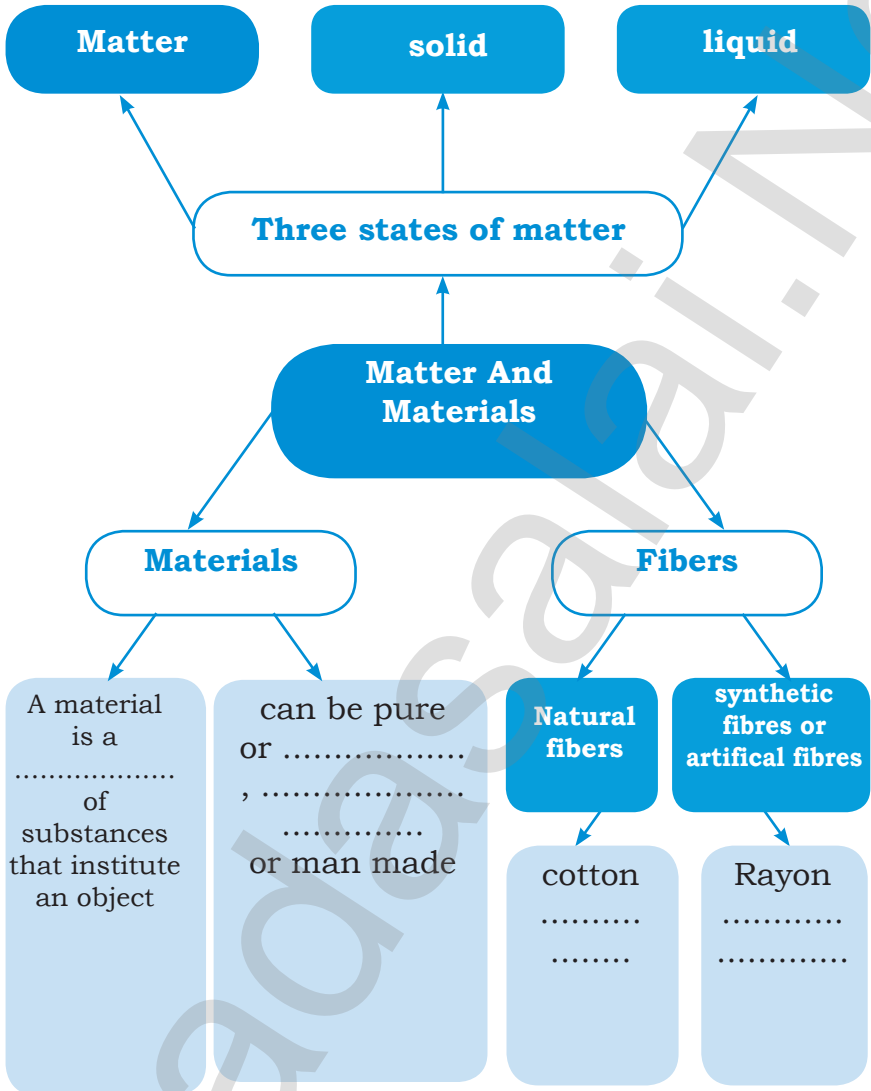 Matter
solid
liquid
Three states of matter
Matter And
Materials
Materials
Fibers
A material
is a
...................
of
substances
that institute
an object
can be pure
or ...................
, .....................
..............
or man made
Natural
fibers
synthetic
fibres or
artifical fibres
cotton
..........
........
Rayon
............
.............
adasalai.N